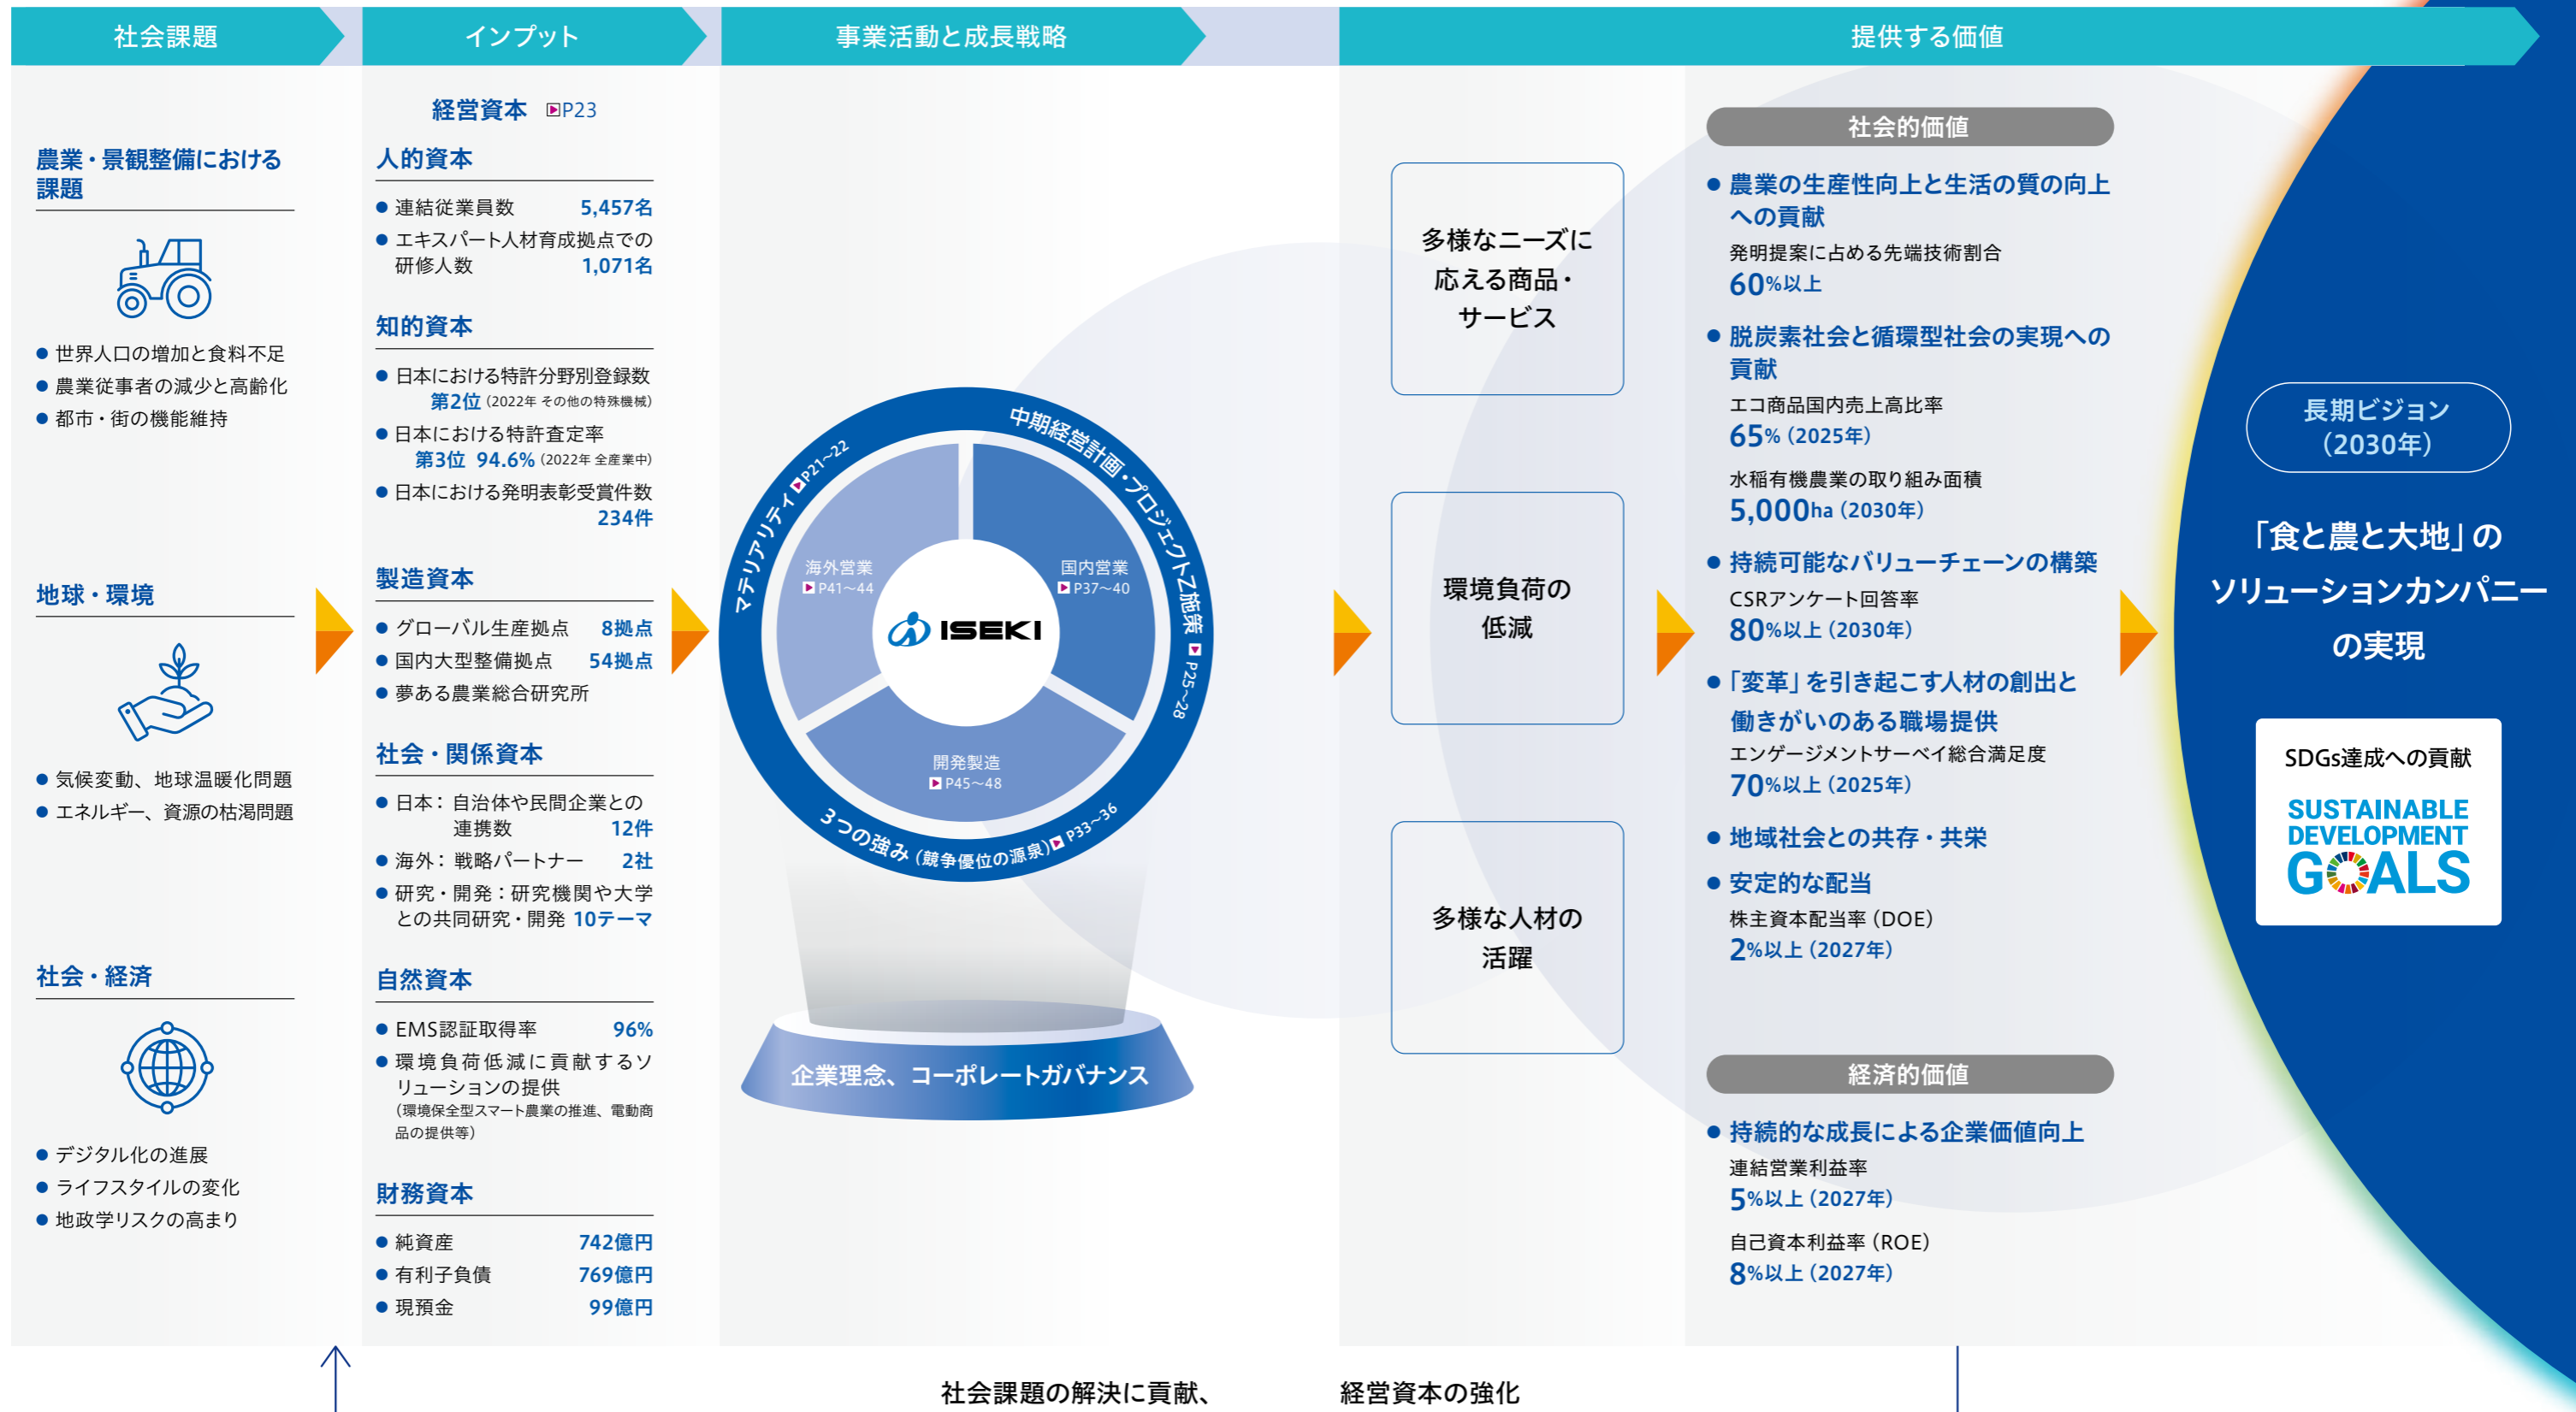 社会課題
インプット
事業活動と成長戦略
提供する価値
農業・景観整備における
課題
世界人口の増加と食料不足
農業従事者の減少と高齢化
都市・街の機能維持
地球・環境
気候変動、地球温暖化問題
エネルギー、資源の枯渇問題
社会・経済
デジタル化の進展
ライフスタイルの変化
地政学リスクの高まり
経営資本 P23
人的資本
連結従業員数 5,457名
エキスパート人材育成拠点での
研修人数 1,071名
知的資本
日本における特許分野別登録数
第2位(2022年 その他の特殊機械)
日本における特許査定率
第3位 94.6%(2022年 全産業中)
日本における発明表彰受賞件数
234件
製造資本
グローバル生産拠点 8拠点
国内大型整備拠点 54拠点
夢ある農業総合研究所
社会・関係資本
日本：自治体や民間企業との
連携数 12件
海外：戦略パートナー 2社
研究・開発：研究機関や大学
との共同研究・開発 10テーマ
自然資本
EMS認証取得率 96%
環境負荷低減に貢献するソ
リューションの提供
(環境保全型スマート農業の推進、電動商
品の提供等)
財務資本
純資産 742億円
有利子負債 769億円
現預金 99億円
マテリアリティ P21～22
中期経営計画・プロジェクトZ施策 P25～28
3つの強み(競争優位の源泉) P33～36
海外営業
P41～44
国内営業
P37～40
開発製造
P45～48
ISEKI
企業理念、コーポレートガバナンス
多様なニーズに
応える商品・
サービス
環境負荷の
低減
多様な人材の
活躍
社会的価値
農業の生産性向上と生活の質の向上
への貢献
発明提案に占める先端技術割合
60%以上
脱炭素社会と循環型社会の実現への
貢献
エコ商品国内売上高比率
65%(2025年)
水稲有機農業の取り組み面積
5,000ha(2030年)
持続可能なバリューチェーンの構築
CSRアンケート回答率
80%以上(2030年)
「変革」を引き起こす人材の創出と
働きがいのある職場提供
エンゲージメントサーベイ総合満足度
70%以上(2025年)
地域社会との共存・共栄
安定的な配当
株主資本配当率(DOE)
2%以上(2027年)
経済的価値
持続的な成長による企業価値向上
連結営業利益率
5%以上(2027年)
自己資本利益率(ROE)
8%以上(2027年)
長期ビジョン
(2030年)
「食と農と大地」の
ソリューションカンパニー
の実現
SDGs達成への貢献
SUSTAINABLE
DEVELOPMENT
GOALS
社会課題の解決に貢献、 経営資本の強化